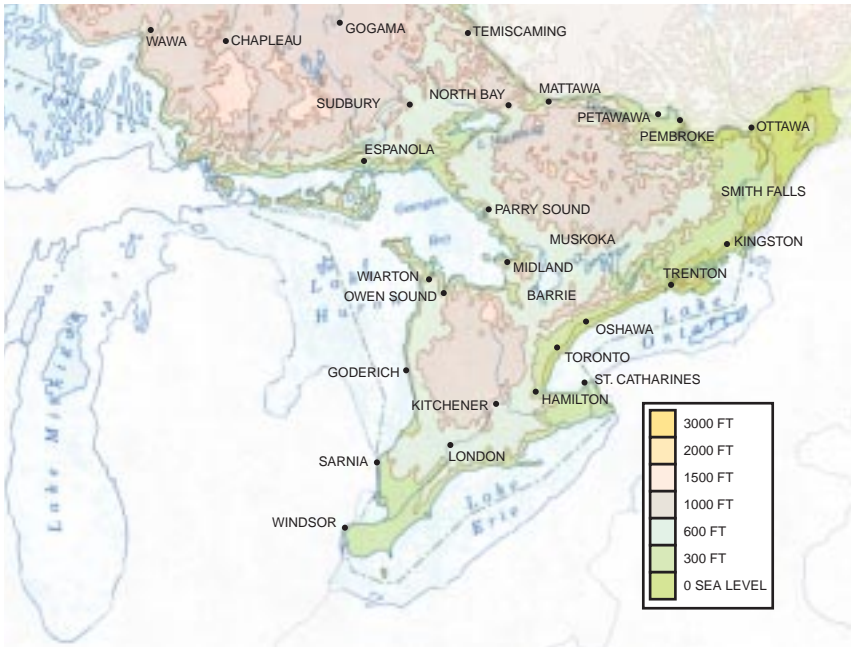 GOGAMA
WAWA
CHAPLEAU
TEMISCAMING
SUDBURY
NORTH BAY
MATTAWA
PETAWAWA
PEMBROKE
OTTAWA
ESPANOLA
SMITH FALLS
Georgian
Bay
PARRY SOUND
MUSKOKA
KINGSTON
MIDLAND
TRENTON
WIARTON
OWEN SOUND
BARRIE
Lake
Huron
OSHAWA
Lake
Ontario
TORONTO
GODERICH
ST. CATHARINES
HAMILTON
KITCHENER
Lake Michigan
LONDON
SARNIA
Lake
Erie
WINDSOR
3000 FT
2000 FT
1500 FT
1000 FT
600 FT
300 FT
0 SEA LEVEL